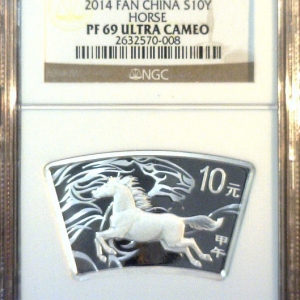 2014 FAN CHINA S10Y
HORSE
PF 69 ULTRA CAMEO
2632570-008
NGC
10元
甲午